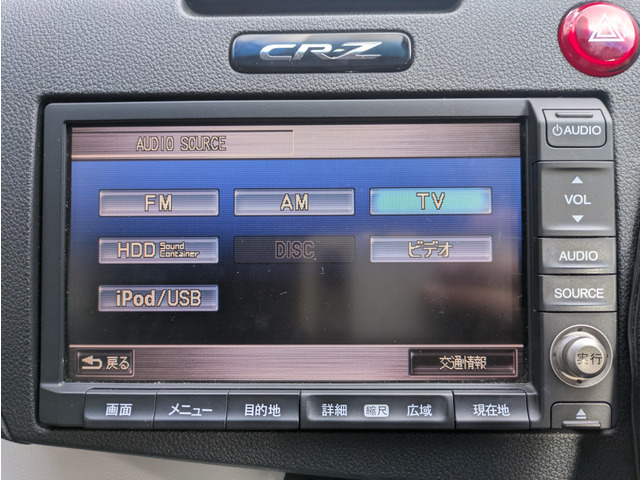 CR-Z
AUDIO SOURCE
AUDIO
FM AM TV
VOL
HDD Sound Container DISC ビデオ
AUDIO
iPod/USB
SOURCE
戻る 交通情報
実行
画面 メニュー 目的地 詳細 縮尺 広域 現在地